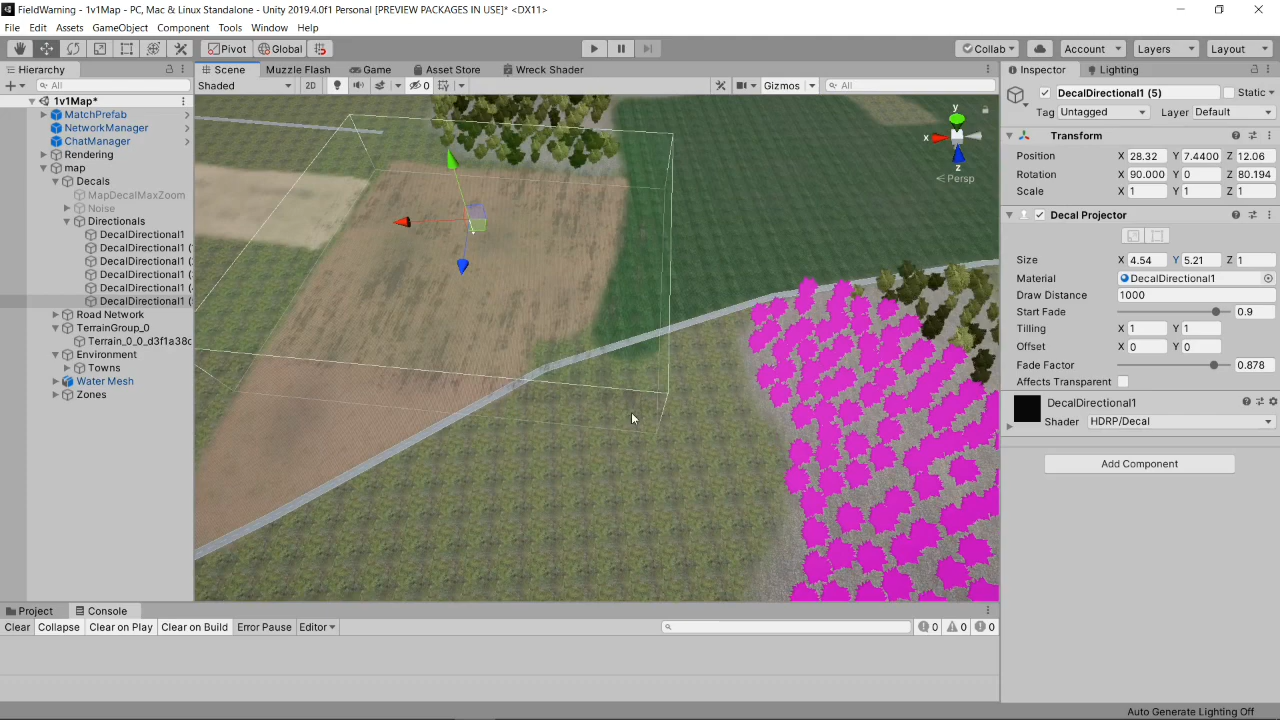 FieldWarning - 1v1Map - PC, Mac & Linux Standalone - Unity 2019.4.0f1 Personal [PREVIEW PACKAGES IN USE]* <DX11>
File Edit Assets GameObject Component Tools Window Help
Pivot Global Collab Account Layers Layout
Hierarchy Scene Muzzle Flash Game Asset Store Wreck Shader Inspector Lighting
All
Shaded 2D 0 Gizmos All
1v1Map*
MatchPrefab
NetworkManager
ChatManager
Rendering
map
Decals
MapDecalMaxZoom
Noise
Directionals
DecalDirectional1
DecalDirectional1 (
DecalDirectional1 (
DecalDirectional1 (
DecalDirectional1 (
DecalDirectional1 (
Road Network
TerrainGroup_0
Terrain_0_0_d3f1a38c
Environment
Towns
Water Mesh
Zones
y
x
z
Persp
DecalDirectional1 (5) Static
Tag Untagged Layer Default
Transform
Position X 28.32 Y 7.4400 Z 12.06
Rotation X 90.000 Y 0 Z 80.194
Scale X 1 Y 1 Z 1
Decal Projector
Size X 4.54 Y 5.21 Z 1
Material DecalDirectional1
Draw Distance 1000
Start Fade 0.9
Tilling X 1 Y 1
Offset X 0 Y 0
Fade Factor 0.878
Affects Transparent
DecalDirectional1
Shader HDRP/Decal
Add Component
Project Console
Clear Collapse Clear on Play Clear on Build Error Pause Editor 0 0 0
Auto Generate Lighting Off